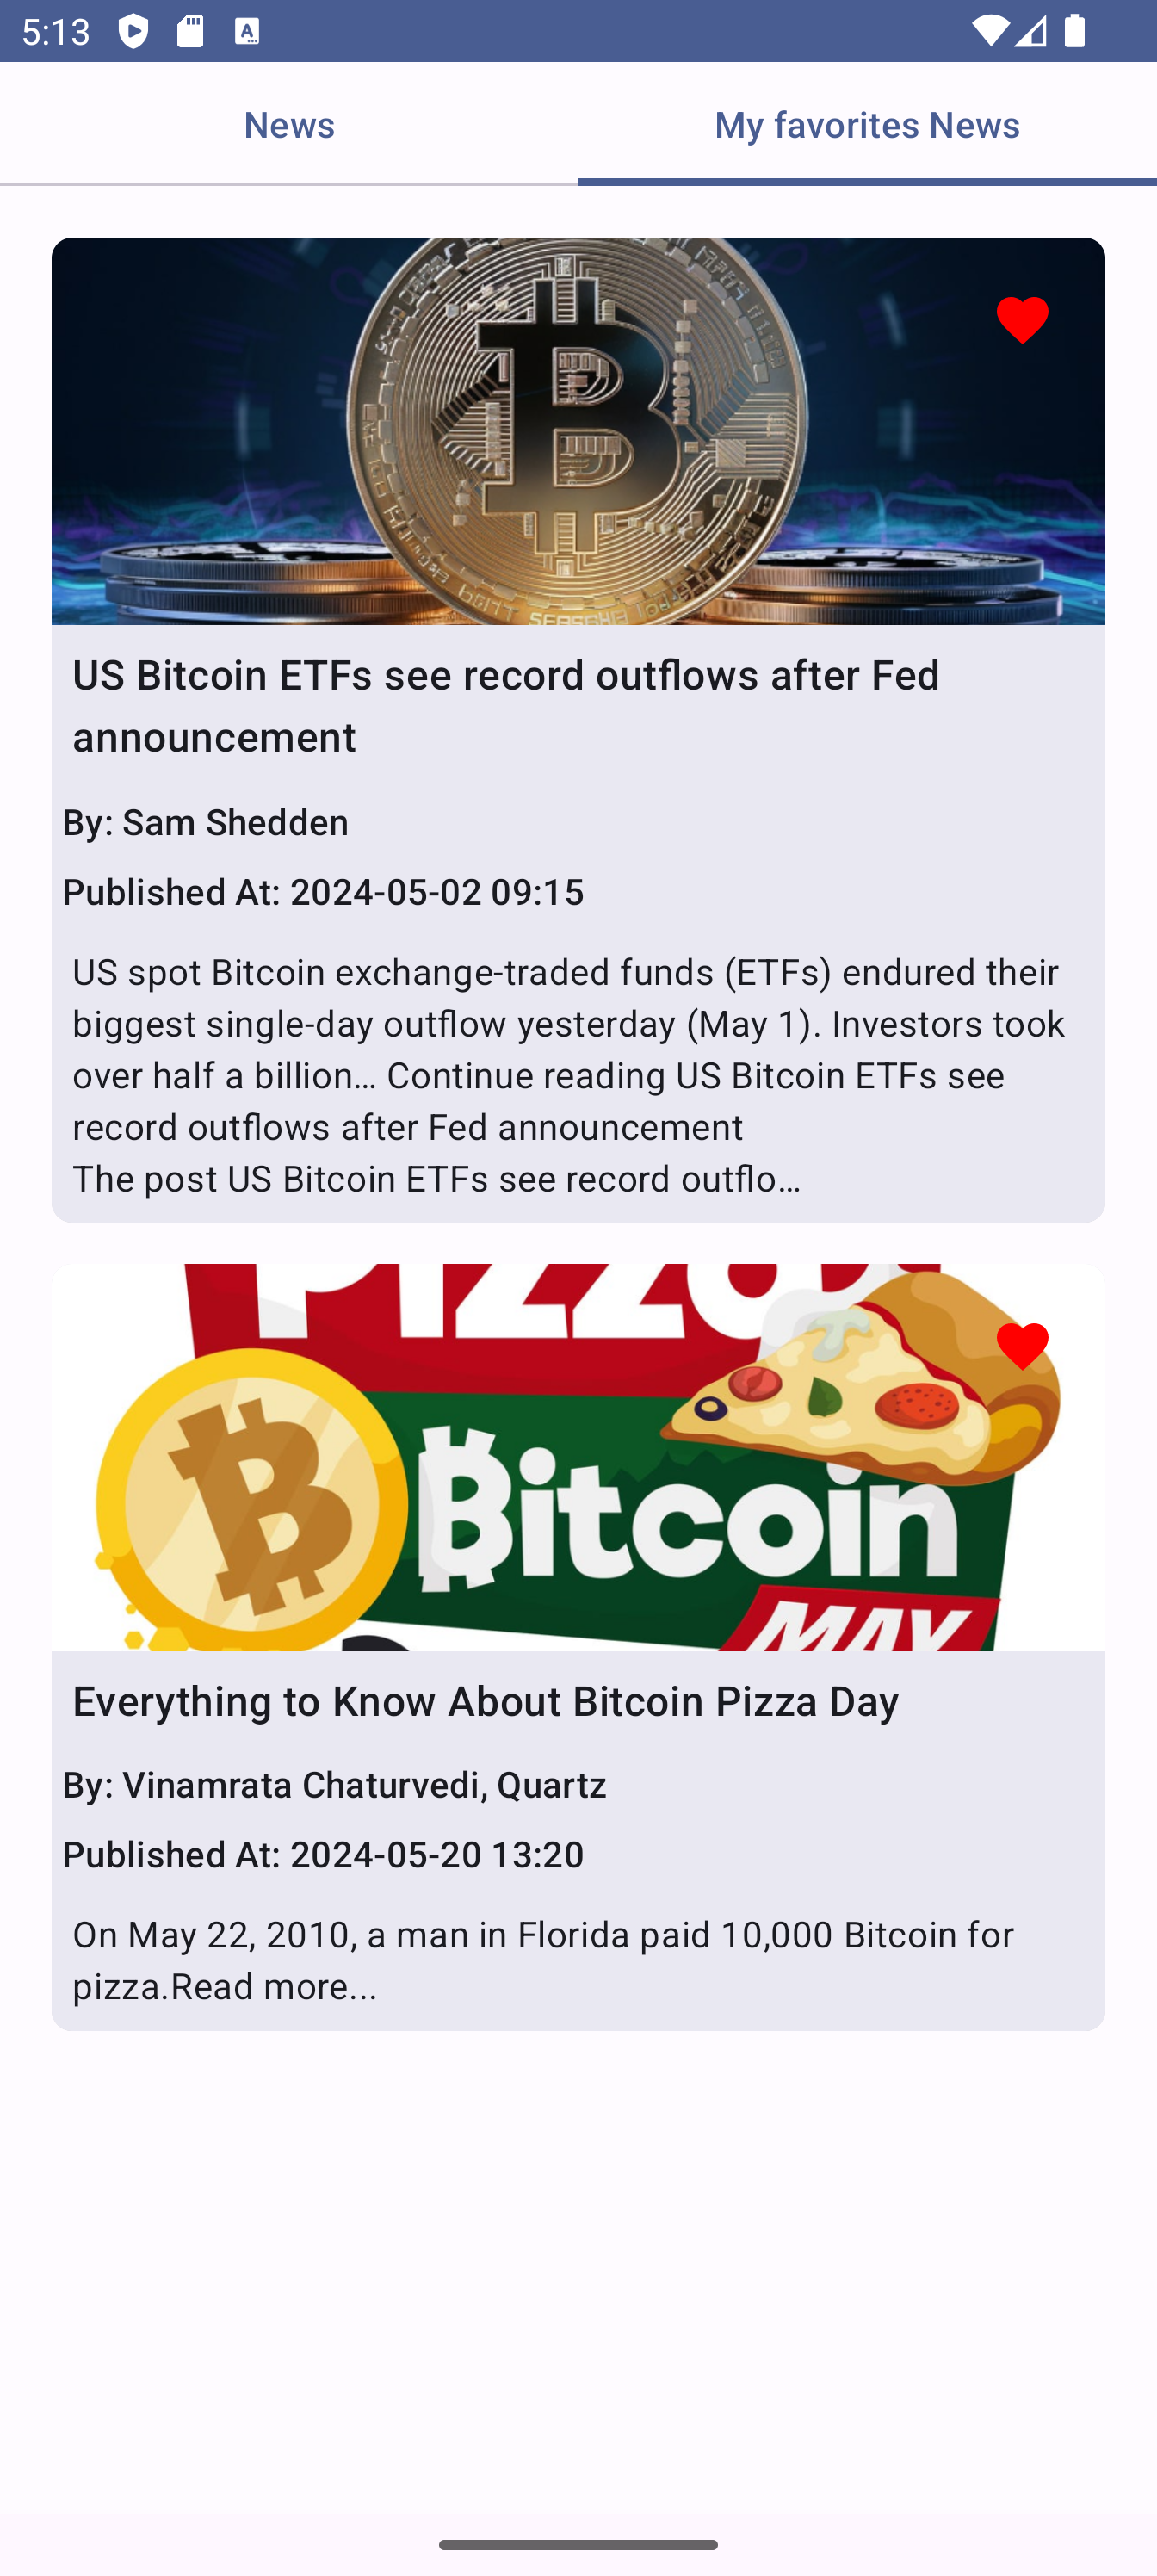 5:13
News
My favorites News
US Bitcoin ETFs see record outflows after Fed
announcement
By: Sam Shedden
Published At: 2024-05-02 09:15
US spot Bitcoin exchange-traded funds (ETFs) endured their
biggest single-day outflow yesterday (May 1). Investors took
over half a billion… Continue reading US Bitcoin ETFs see
record outflows after Fed announcement
The post US Bitcoin ETFs see record outflo…
Pizza
Bitcoin
MAY
Everything to Know About Bitcoin Pizza Day
By: Vinamrata Chaturvedi, Quartz
Published At: 2024-05-20 13:20
On May 22, 2010, a man in Florida paid 10,000 Bitcoin for
pizza.Read more...